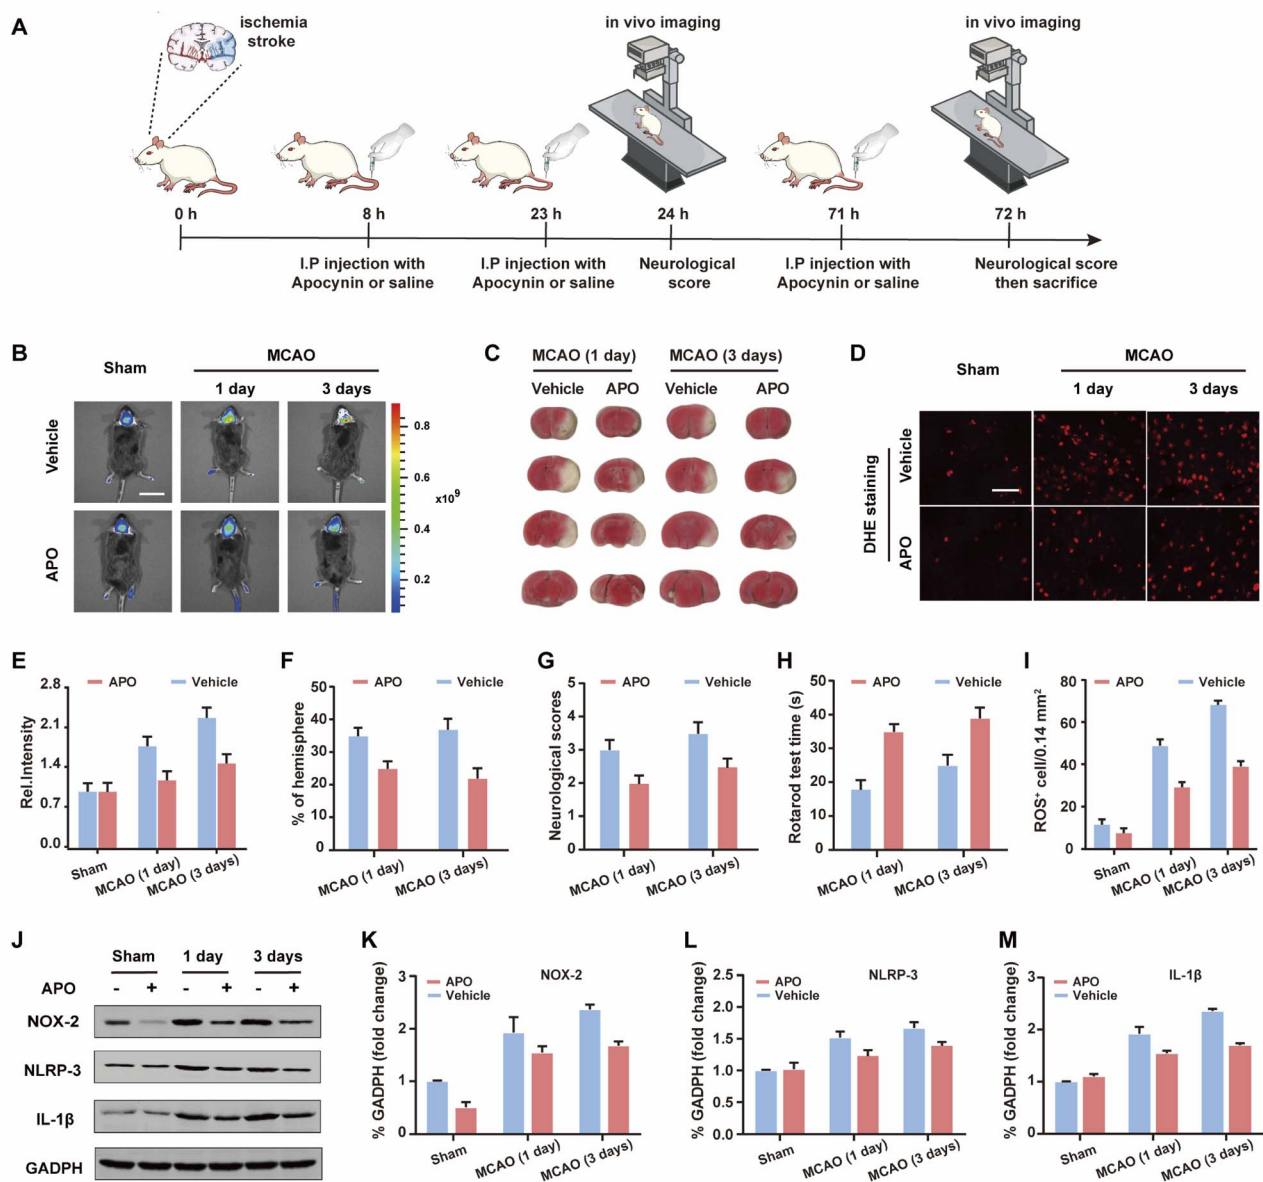 A
ischemia
stroke
in vivo imaging
in vivo imaging
0 h
8 h
23 h
24 h
71 h
72 h
I.P injection with
Apocynin or saline
I.P injection with
Apocynin or saline
Neurological
score
I.P injection with
Apocynin or saline
Neurological score
then sacrifice
B
Sham
MCAO
1 day
3 days
Vehicle
APO
0.8
0.6
x10⁹
0.4
0.2
C
MCAO (1 day)
MCAO (3 days)
Vehicle
APO
Vehicle
APO
D
Sham
MCAO
1 day
3 days
DHE staining
Vehicle
APO
E
APO
Vehicle
Rel.Intensity
2.8
2.1
1.4
0.7
0.0
Sham
MCAO (1 day)
MCAO (3 days)
F
APO
Vehicle
% of hemisphere
50
40
30
20
10
0
MCAO (1 day)
MCAO (3 days)
G
APO
Vehicle
Neurological scores
5
4
3
2
1
0
MCAO (1 day)
MCAO (3 days)
H
APO
Vehicle
Rotarod test time (s)
50
40
30
20
10
0
MCAO (1 day)
MCAO (3 days)
I
Vehicle
APO
ROS⁺ cell/0.14 mm²
80
60
40
20
0
Sham
MCAO (1 day)
MCAO (3 days)
J
Sham
1 day
3 days
APO
- + - + - +
NOX-2
NLRP-3
IL-1β
GADPH
K
NOX-2
APO
Vehicle
% GADPH (fold change)
3
2
1
0
Sham
MCAO (1 day)
MCAO (3 days)
L
NLRP-3
APO
Vehicle
% GADPH (fold change)
2.5
2.0
1.5
1.0
0.5
0.0
Sham
MCAO (1 day)
MCAO (3 days)
M
IL-1β
APO
Vehicle
% GADPH (fold change)
3
2
1
0
Sham
MCAO (1 day)
MCAO (3 days)